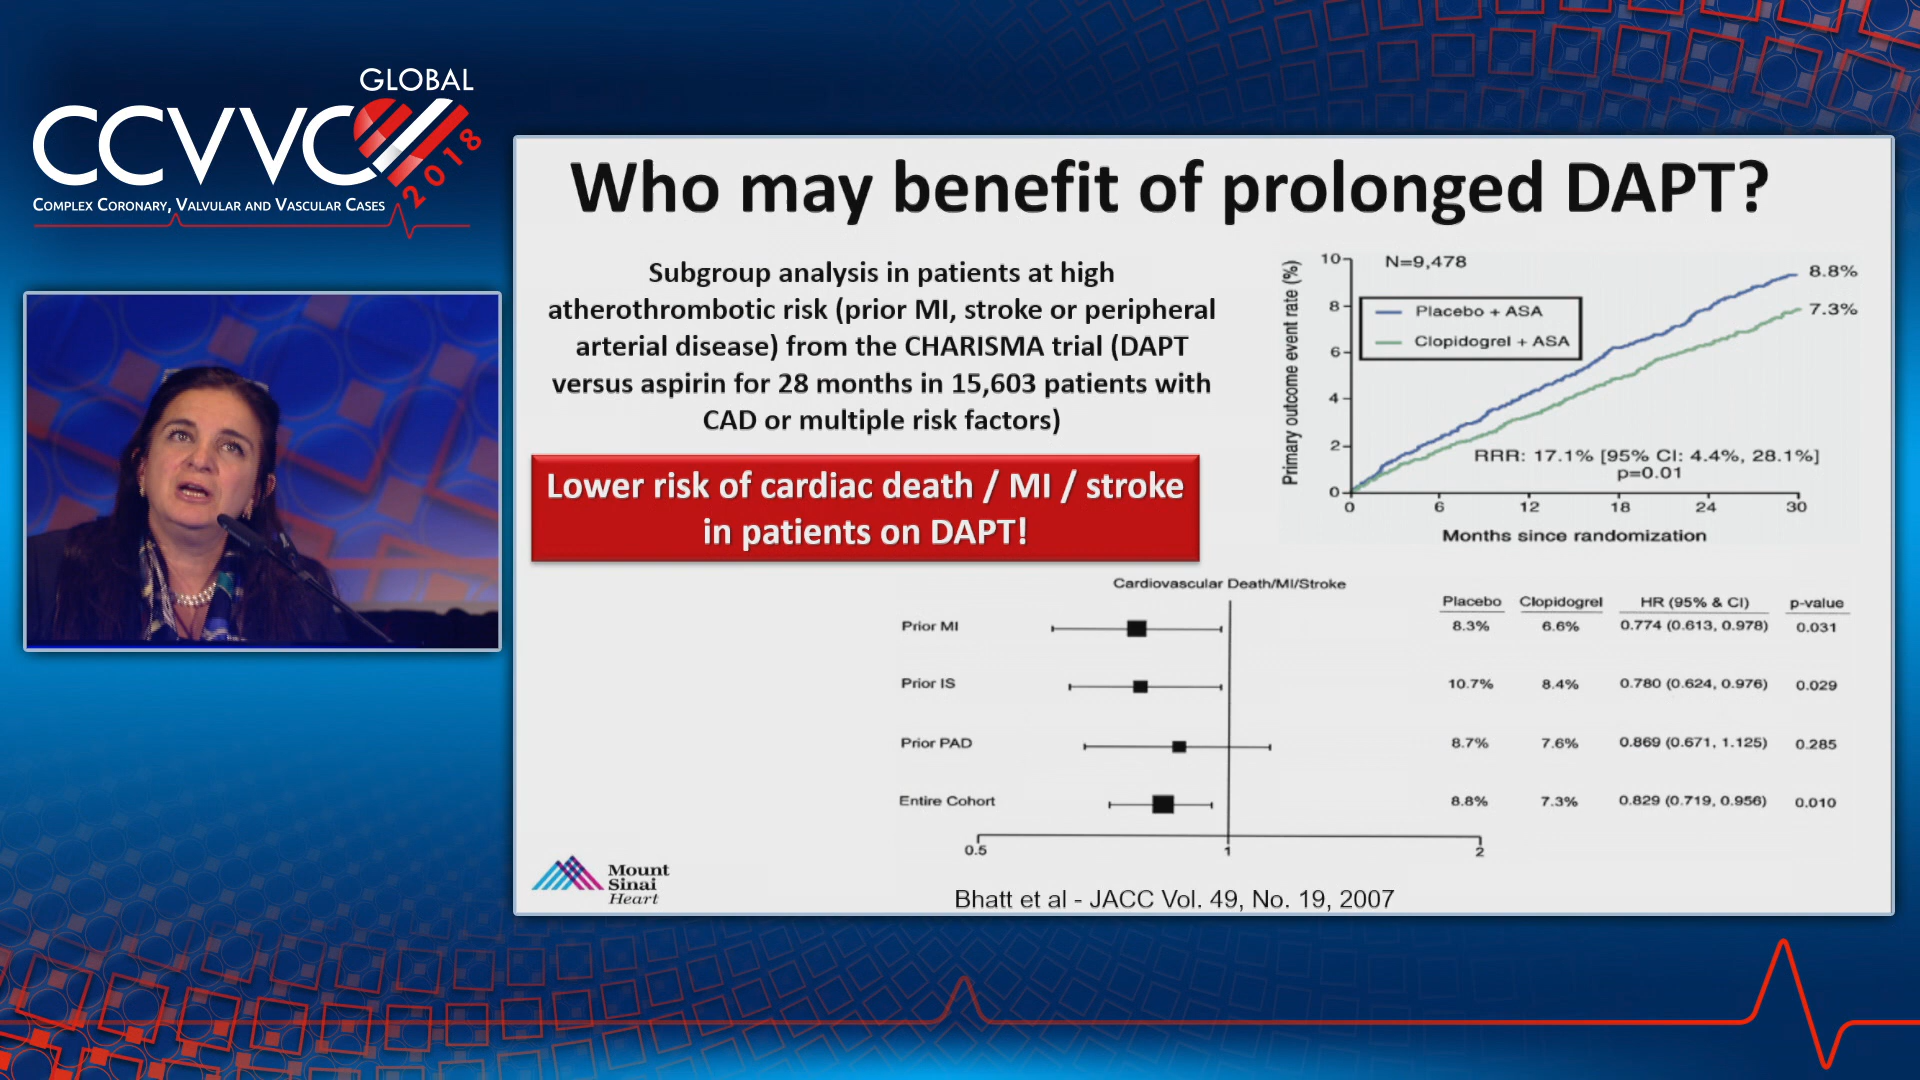 GLOBAL
CCVVC
2018
COMPLEX CORONARY, VALVULAR AND VASCULAR CASES
Who may benefit of prolonged DAPT?
Subgroup analysis in patients at high
atherothrombotic risk (prior MI, stroke or peripheral
arterial disease) from the CHARISMA trial (DAPT
versus aspirin for 28 months in 15,603 patients with
CAD or multiple risk factors)
Lower risk of cardiac death / MI / stroke
in patients on DAPT!
Primary outcome event rate (%)
10
8
6
4
2
0
N=9,478
Placebo + ASA
Clopidogrel + ASA
8.8%
7.3%
RRR: 17.1% [95% CI: 4.4%, 28.1%]
p=0.01
0 6 12 18 24 30
Months since randomization
Cardiovascular Death/MI/Stroke
Placebo Clopidogrel HR (95% & CI) p-value
Prior MI 8.3% 6.6% 0.774 (0.613, 0.978) 0.031
Prior IS 10.7% 8.4% 0.780 (0.624, 0.976) 0.029
Prior PAD 8.7% 7.6% 0.869 (0.671, 1.125) 0.285
Entire Cohort 8.8% 7.3% 0.829 (0.719, 0.956) 0.010
0.5 1 2
Mount
Sinai
Heart
Bhatt et al - JACC Vol. 49, No. 19, 2007